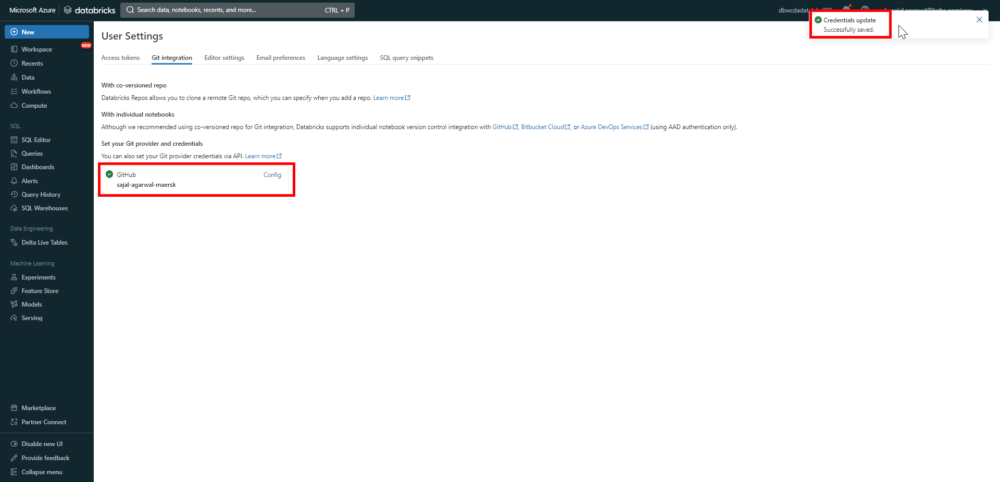 Microsoft Azure databricks Search data, notebooks, recents, and more... CTRL + P
New
Workspace NEW
Recents
Data
Workflows
Compute
SQL
SQL Editor
Queries
Dashboards
Alerts
Query History
SQL Warehouses
Data Engineering
Delta Live Tables
Machine Learning
Experiments
Feature Store
Models
Serving
Marketplace
Partner Connect
Disable new UI
Provide feedback
Collapse menu
User Settings
Access tokens Git integration Editor settings Email preferences Language settings SQL query snippets
With co-versioned repo
Databricks Repos allows you to clone a remote Git repo, which you can specify when you add a repo. Learn more
With individual notebooks
Although we recommended using co-versioned repo for Git integration, Databricks supports individual notebook version control integration with GitHub, Bitbucket Cloud, or Azure DevOps Services (using AAD authentication only).
Set your Git provider and credentials
You can also set your Git provider credentials via API. Learn more
GitHub Config
sajal-agarwal-maersk
Credentials update
Successfully saved.